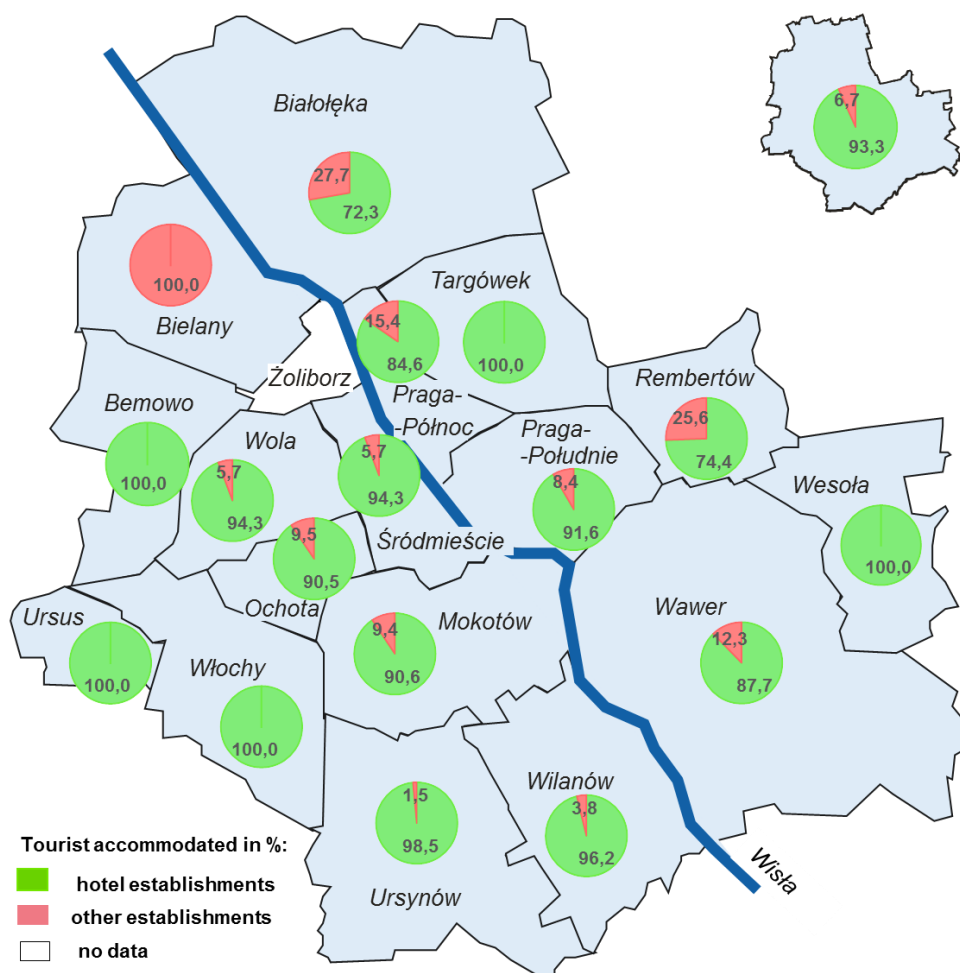 Białołęka
6,7
93,3
27,7
72,3
100,0
Bielany
Targówek
15,4
84,6
100,0
Żoliborz
Rembertów
Bemowo
Praga-
-Północ
25,6
74,4
Wola
Praga-
-Południe
100,0
5,7
94,3
5,7
94,3
8,4
91,6
Wesoła
100,0
9,5
90,5
Śródmieście
Ochota
Ursus
100,0
Mokotów
9,4
90,6
Wawer
12,3
87,7
Włochy
100,0
Wilanów
1,5
98,5
3,8
96,2
Ursynów
Wisła
Tourist accommodated in %:
hotel establishments
other establishments
no data